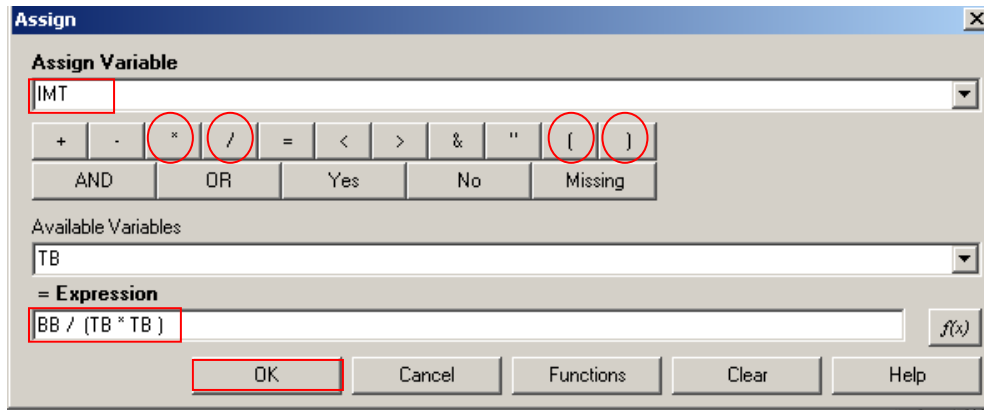 Assign
Assign Variable
IMT
+ - * / = < > & " ( )
AND OR Yes No Missing
Available Variables
TB
= Expression
BB / (TB * TB ) f(x)
OK Cancel Functions Clear Help